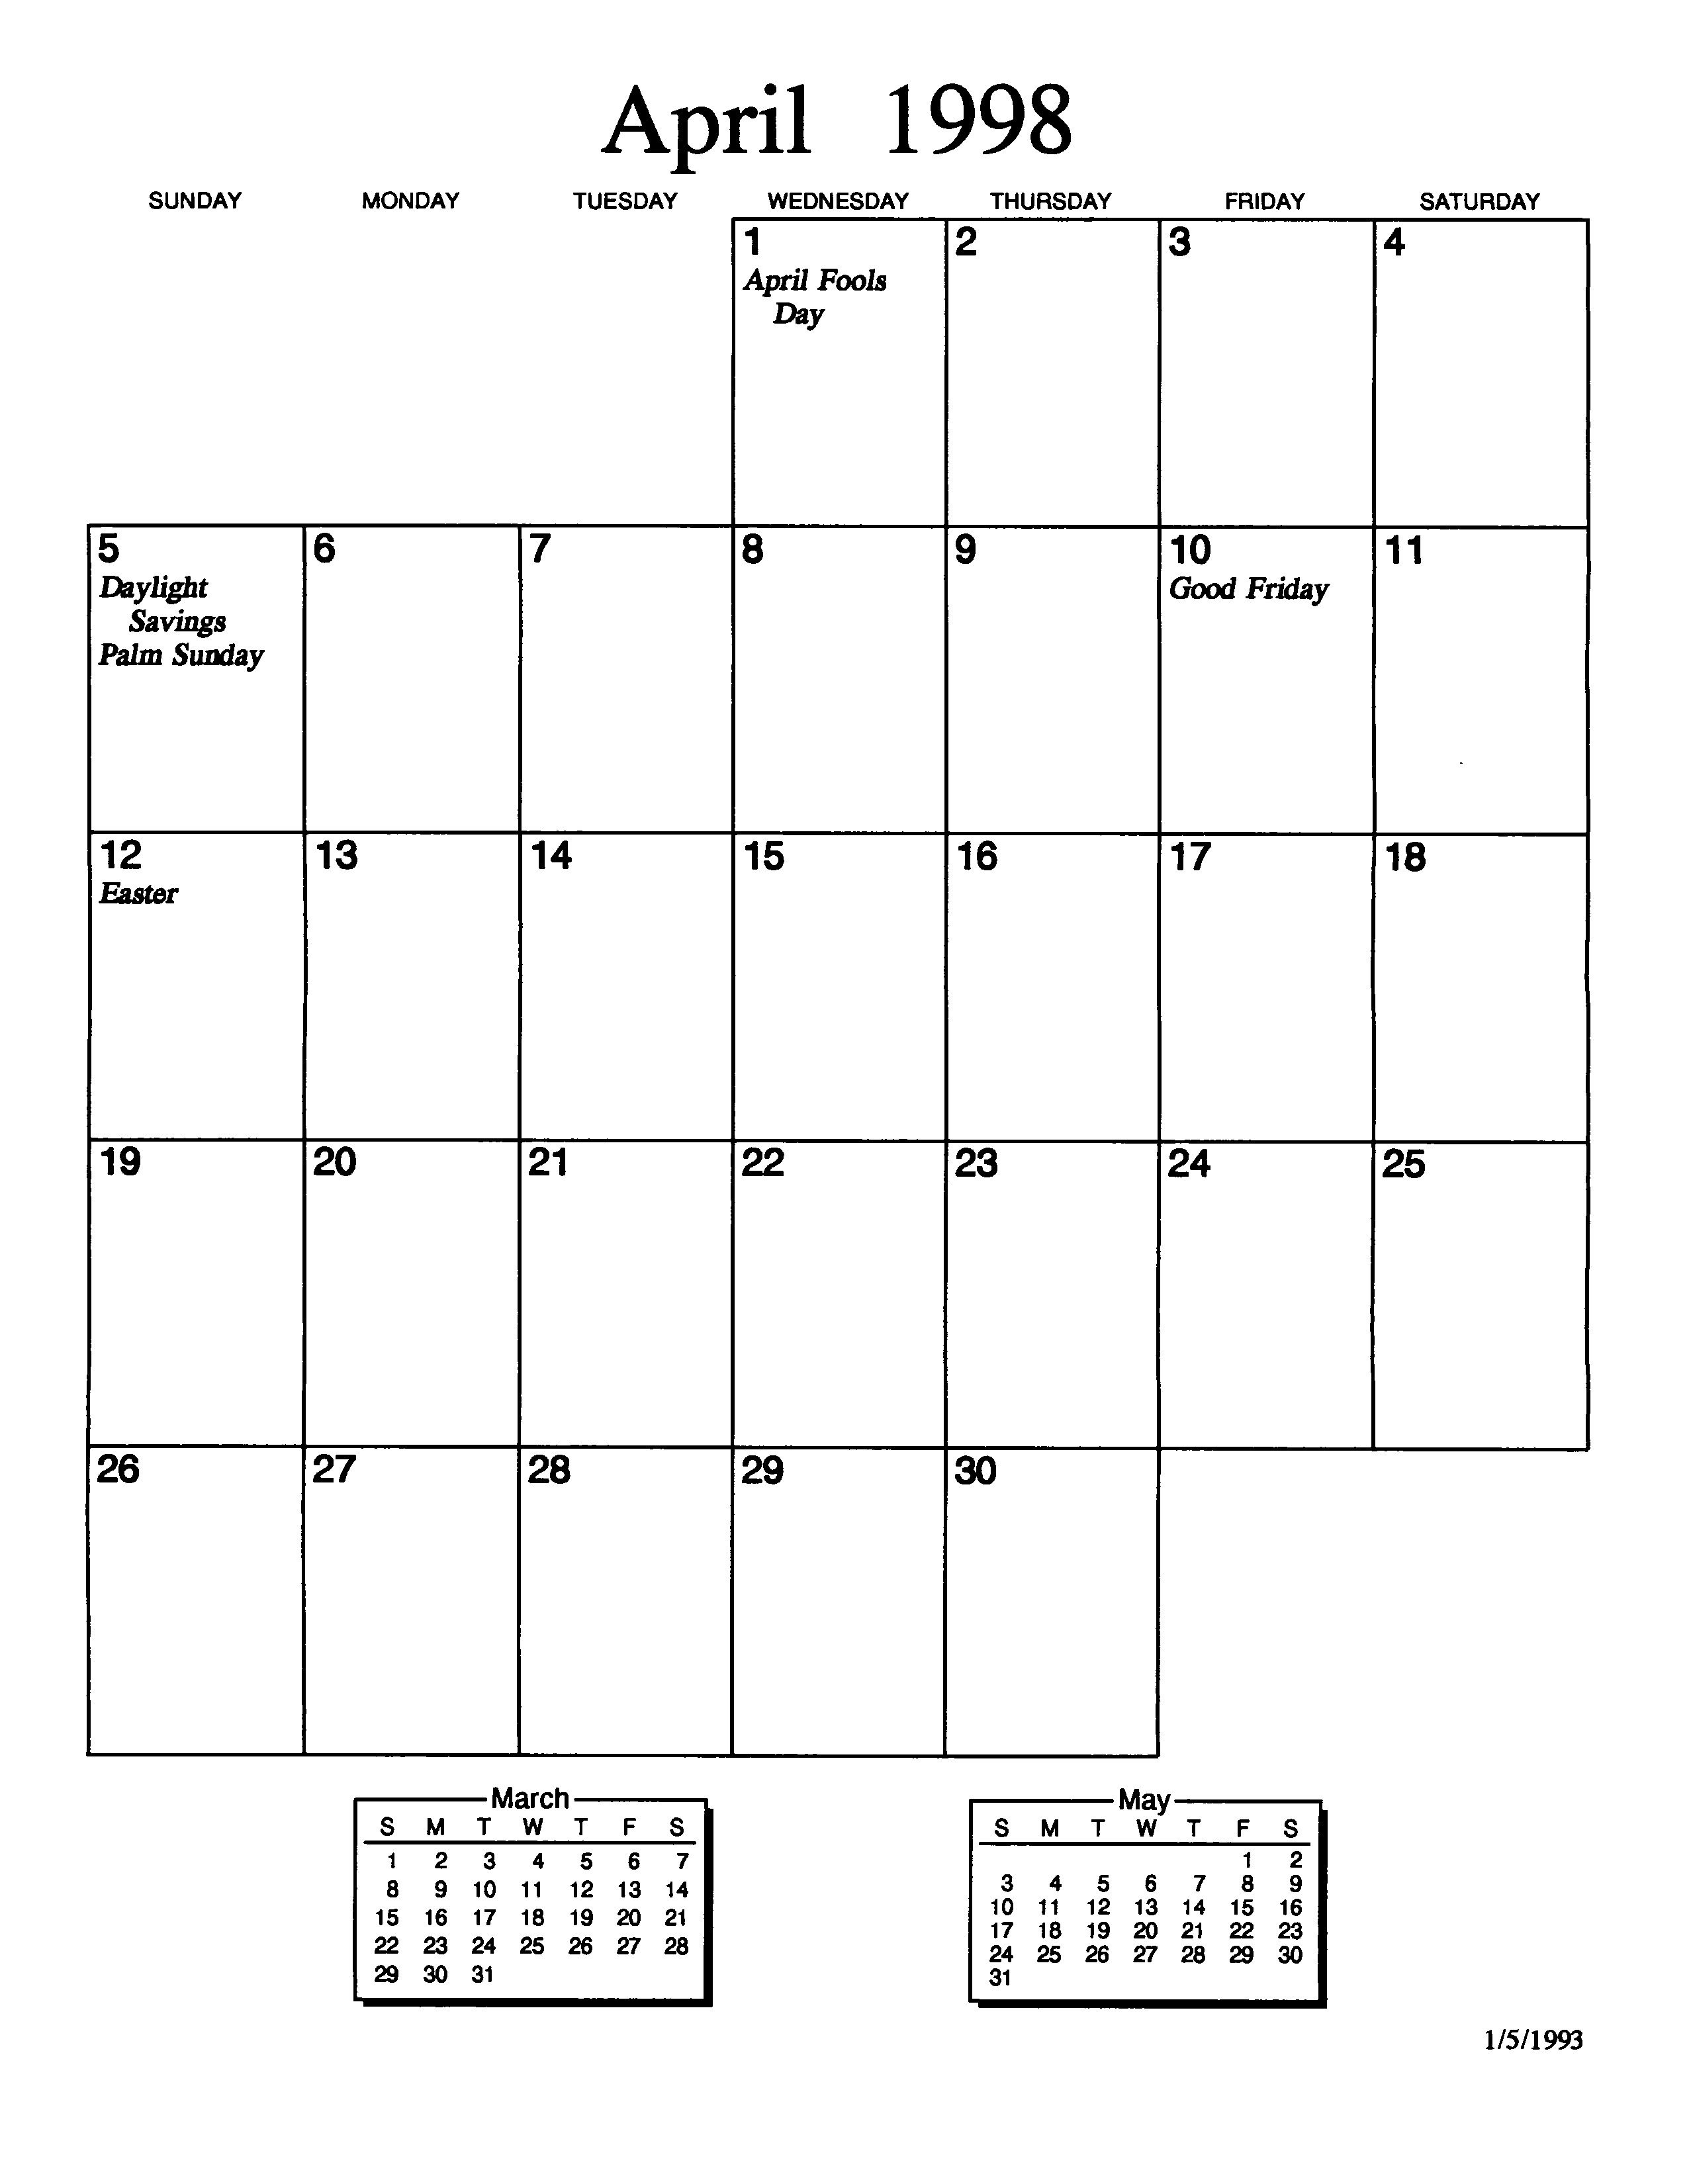 April 1998
SUNDAY MONDAY TUESDAY WEDNESDAY THURSDAY FRIDAY SATURDAY
1 2 3 4
April Fools
Day
5 6 7 8 9 10 11
Daylight Good Friday
Savings
Palm Sunday
12 13 14 15 16 17 18
Easter
19 20 21 22 23 24 25
26 27 28 29 30
March
S M T W T F S
1 2 3 4 5 6 7
8 9 10 11 12 13 14
15 16 17 18 19 20 21
22 23 24 25 26 27 28
29 30 31
May
S M T W T F S
1 2
3 4 5 6 7 8 9
10 11 12 13 14 15 16
17 18 19 20 21 22 23
24 25 26 27 28 29 30
31
1/5/1993